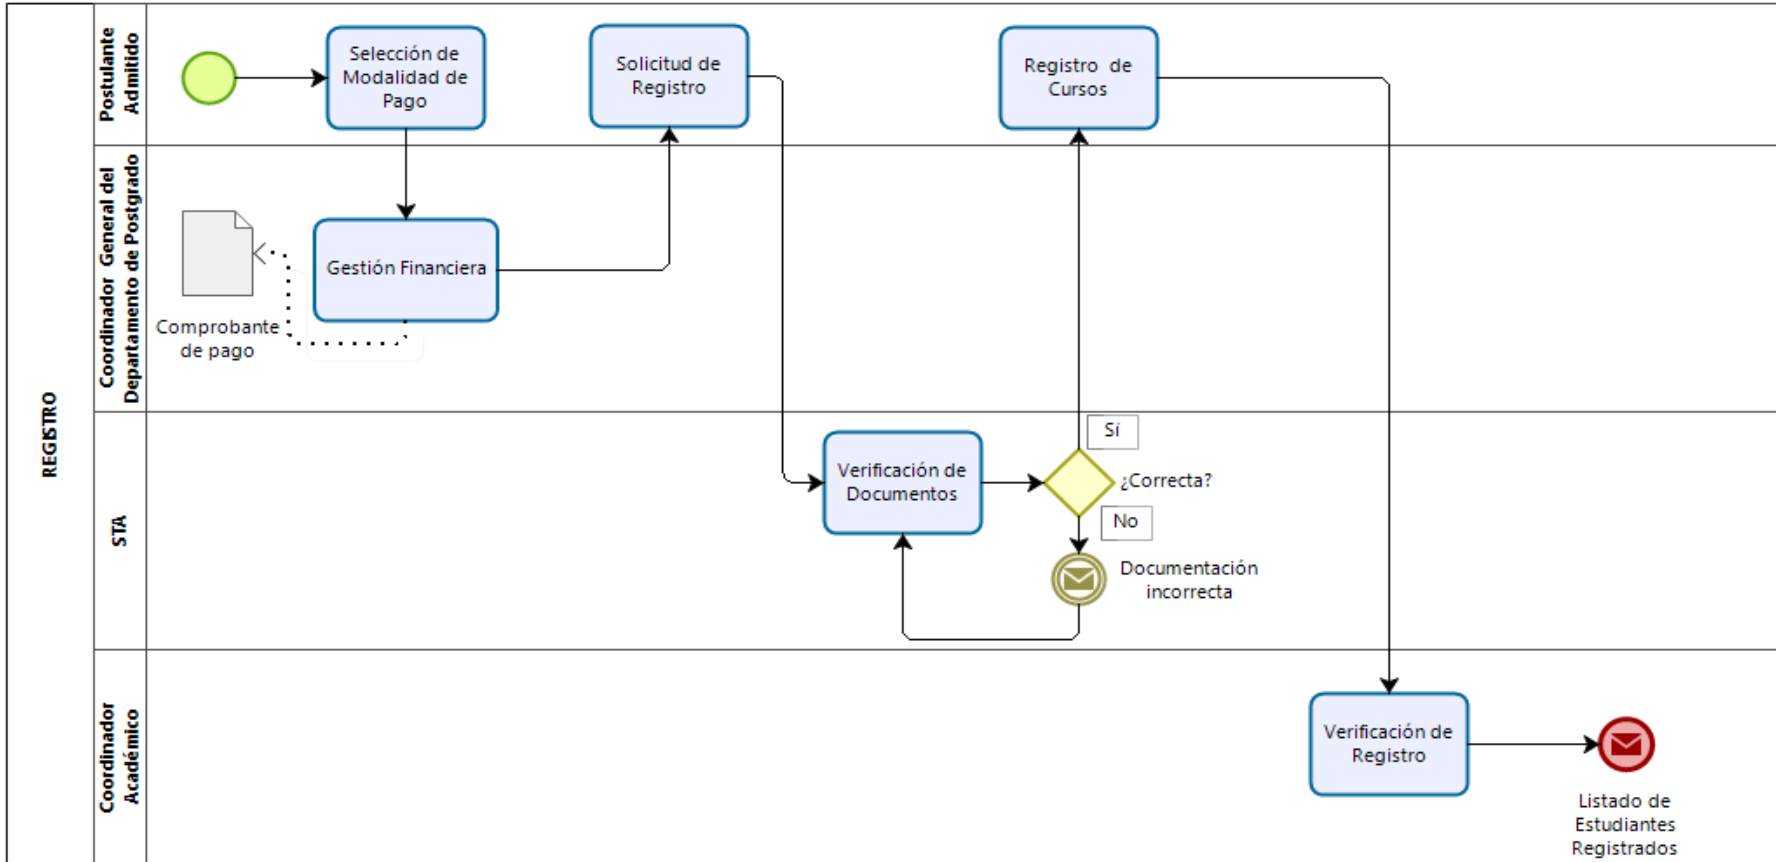 REGISTRO
Postulante
Admitido
Selección de
Modalidad de
Pago
Solicitud de
Registro
Registro de
Cursos
Coordinador General del
Departamento de Postgrado
Gestión Financiera
Comprobante
de pago
STA
Verificación de
Documentos
Sí
¿Correcta?
No
Documentación
incorrecta
Coordinador
Académico
Verificación de
Registro
Listado de
Estudiantes
Registrados